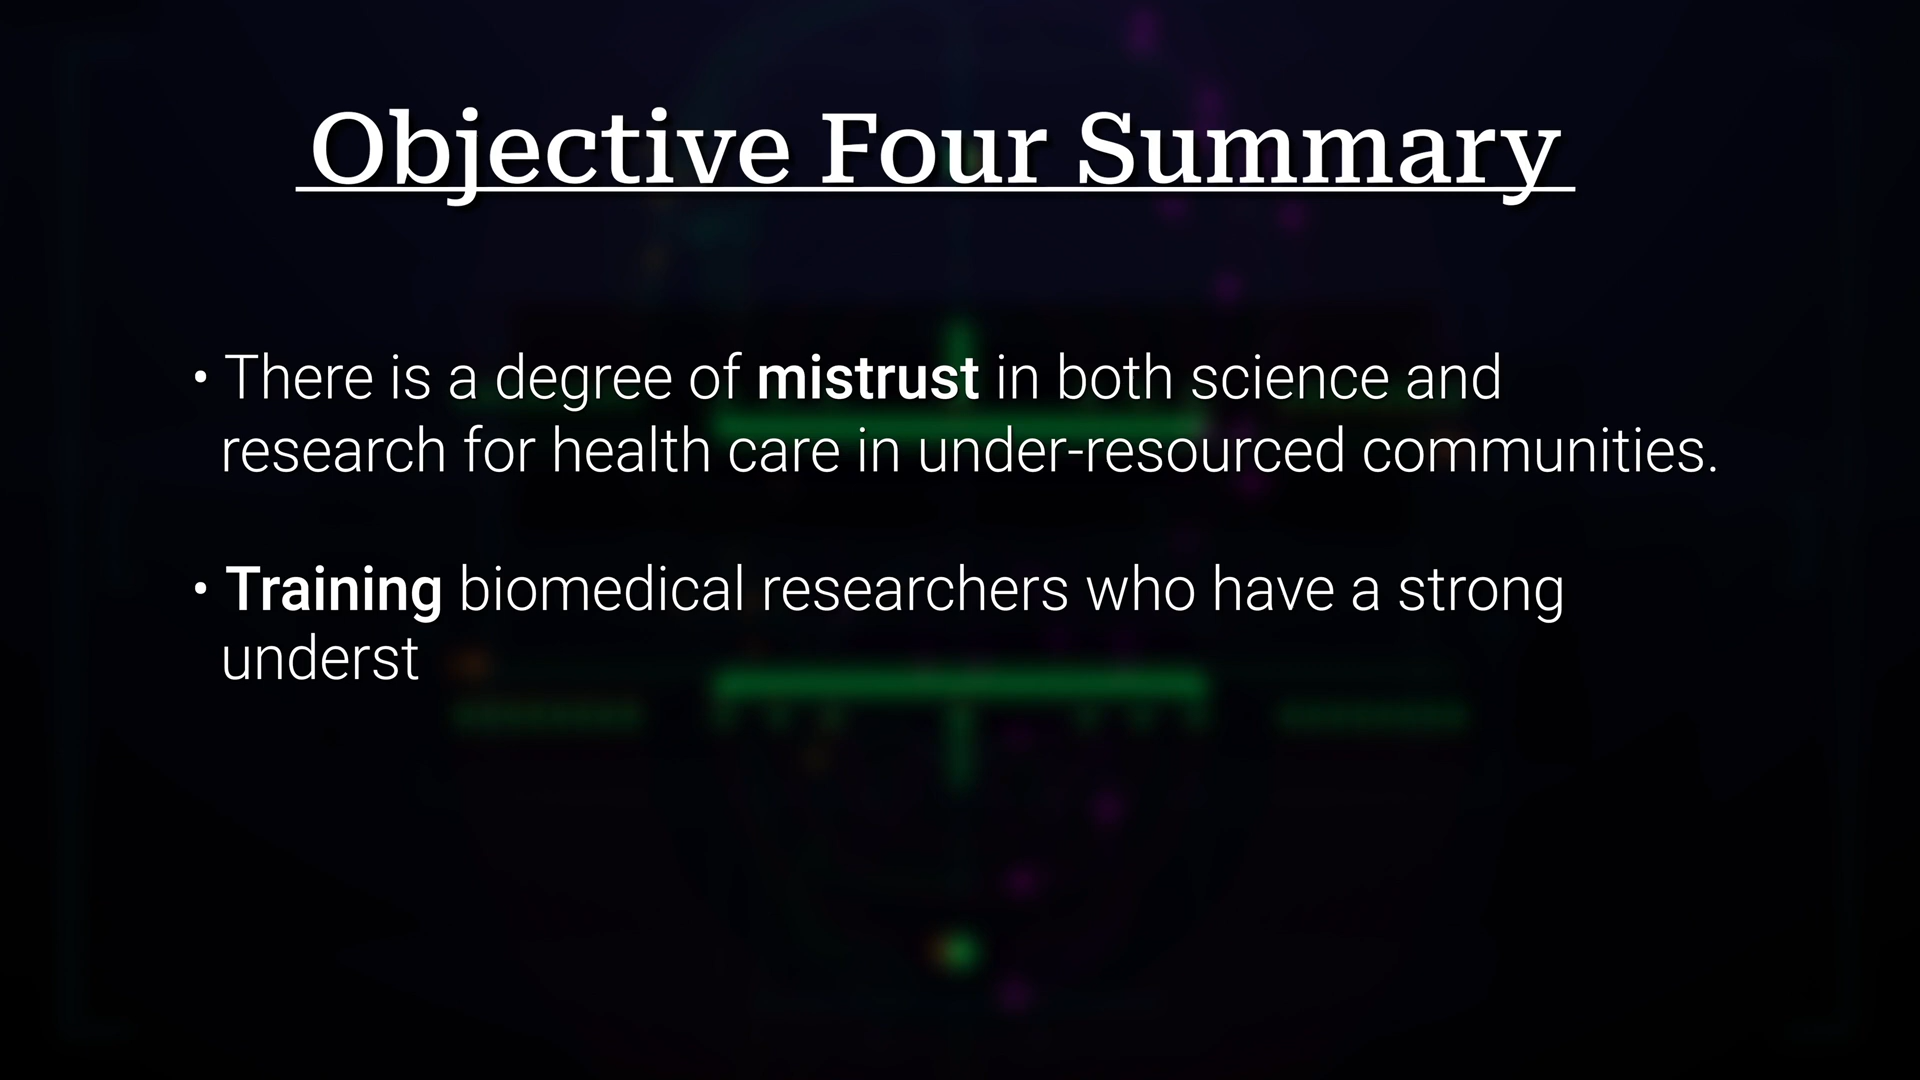 Objective Four Summary
• There is a degree of mistrust in both science and
research for health care in under-resourced communities.
• Training biomedical researchers who have a strong
underst